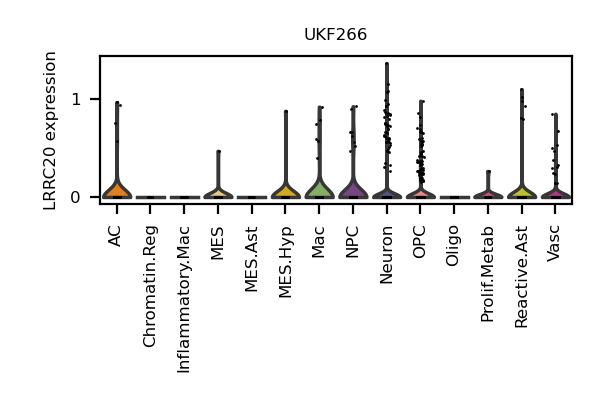 UKF266
LRRC20 expression
1
0
AC
Chromatin.Reg
Inflammatory.Mac
MES
MES.Ast
MES.Hyp
Mac
NPC
Neuron
OPC
Oligo
Prolif.Metab
Reactive.Ast
Vasc